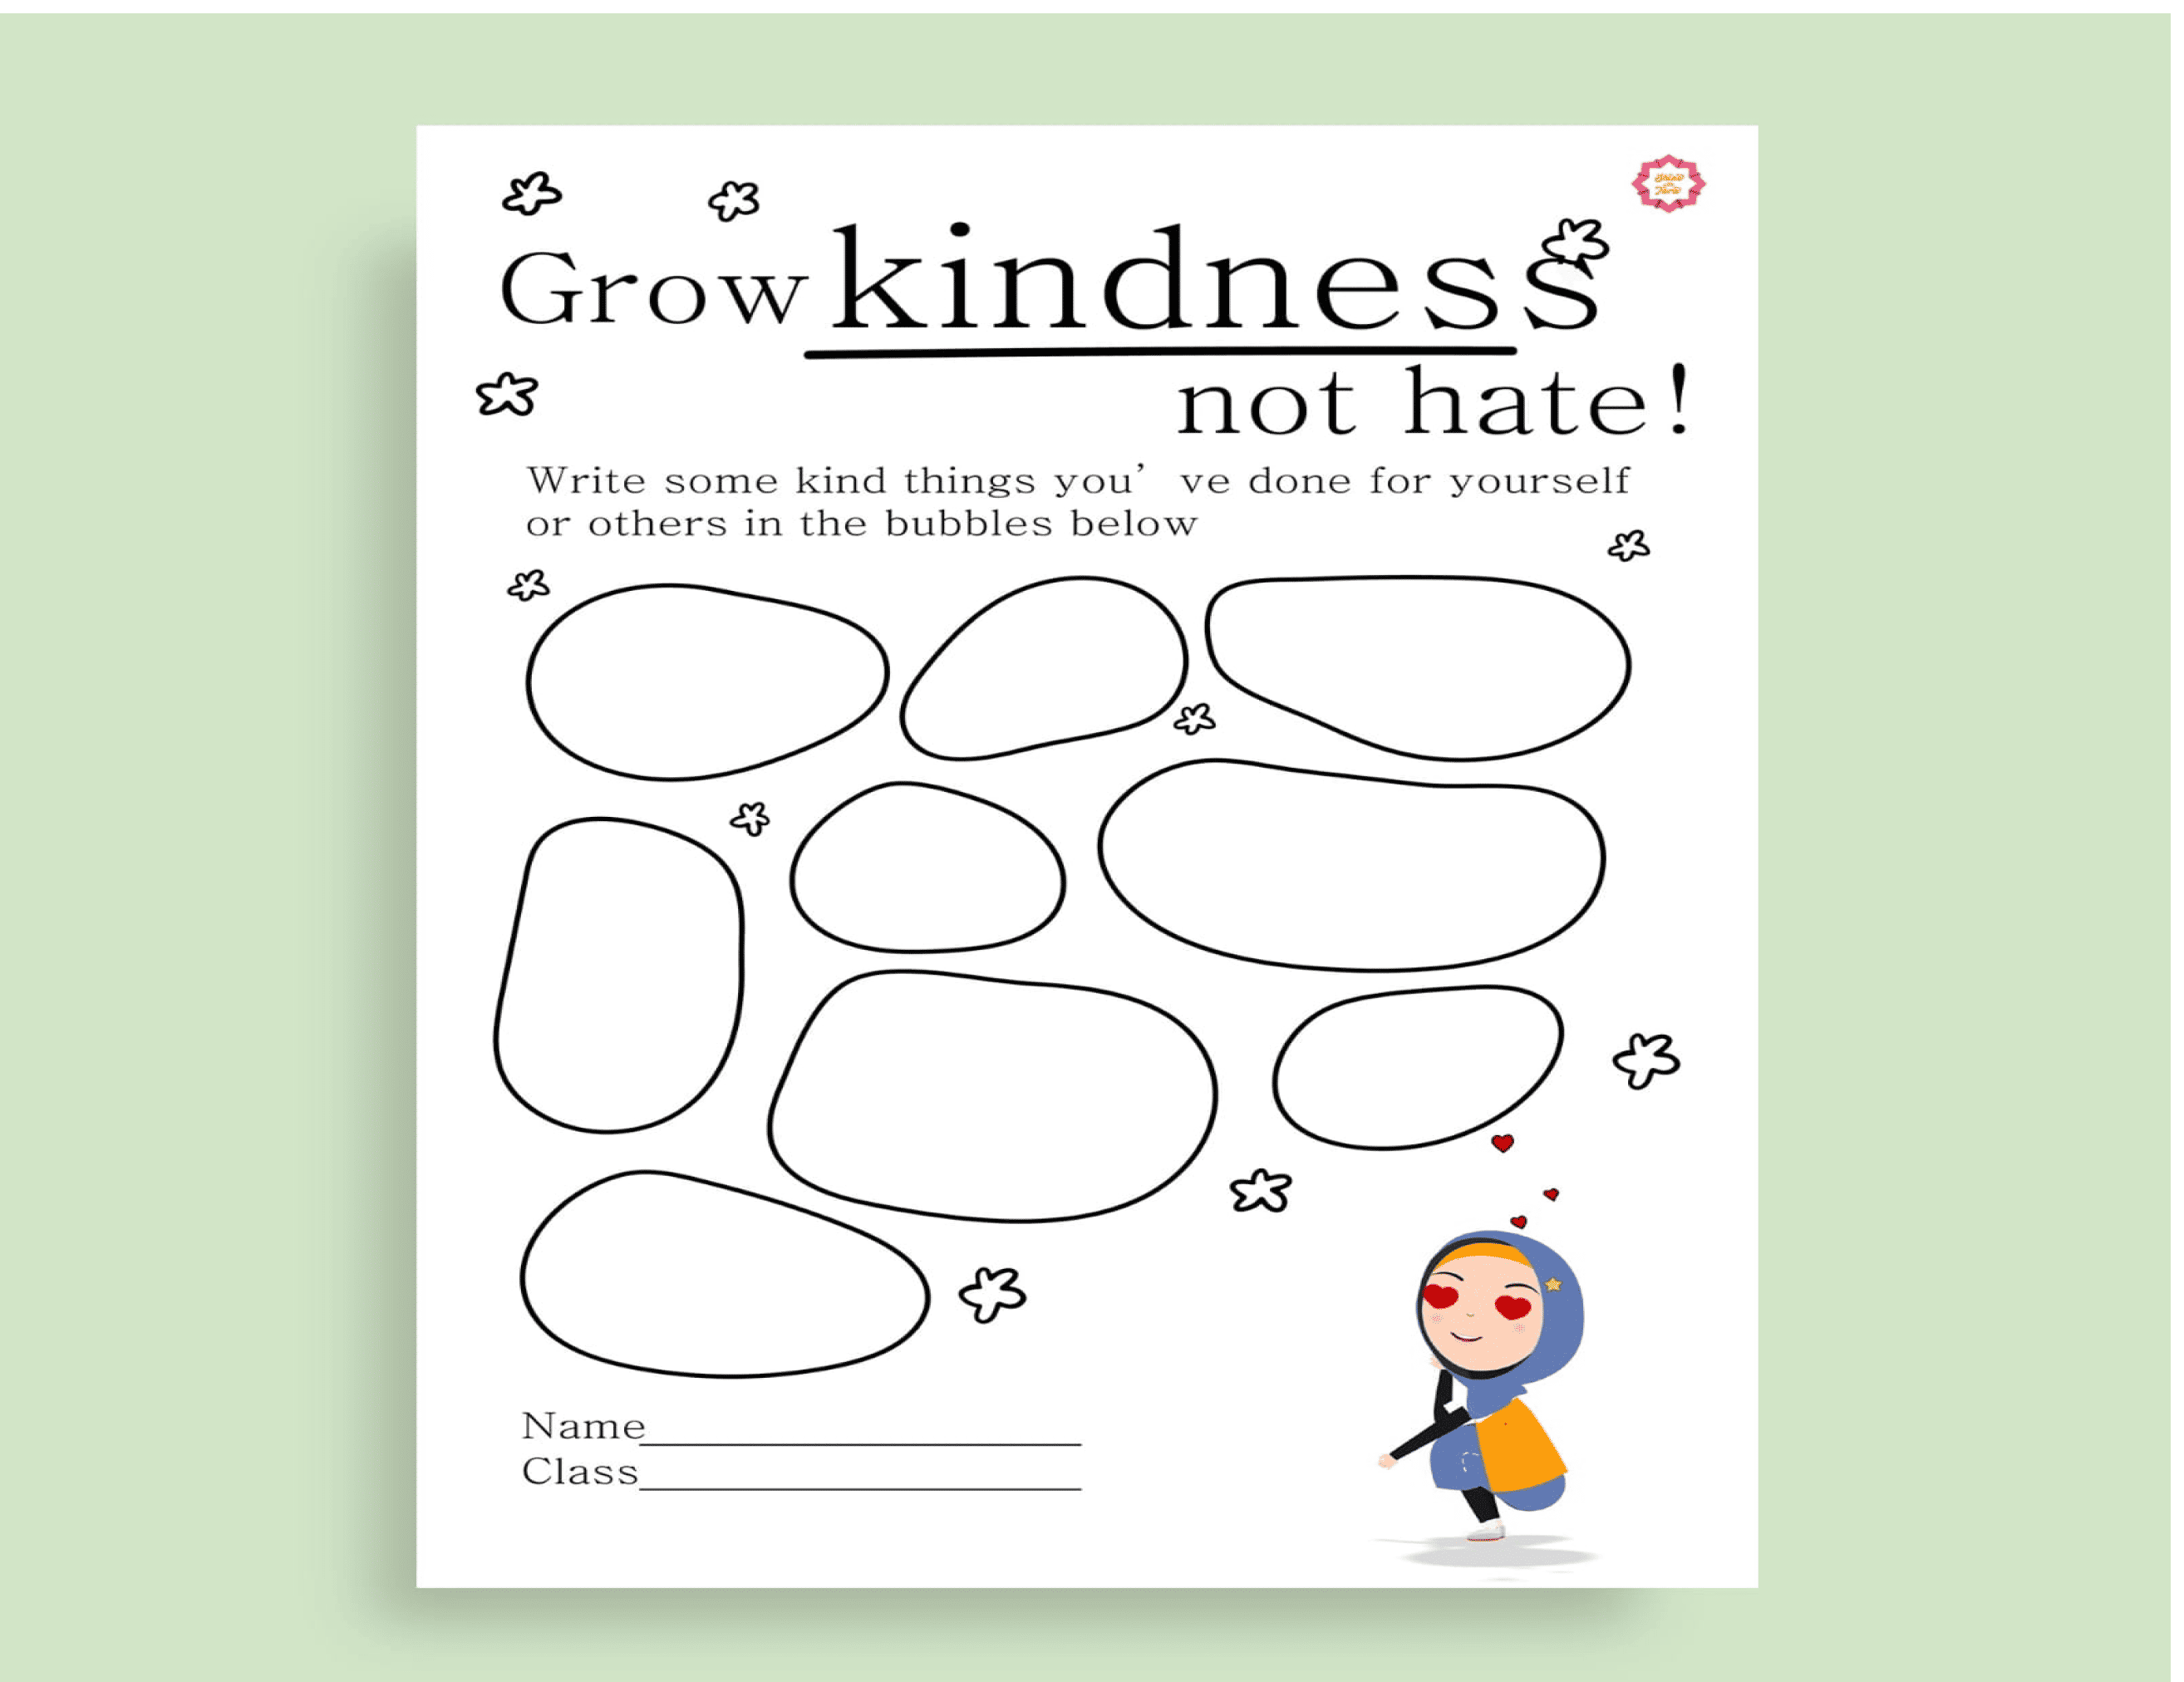 Grow kindness
not hate!
Write some kind things you’ ve done for yourself
or others in the bubbles below
Name
Class